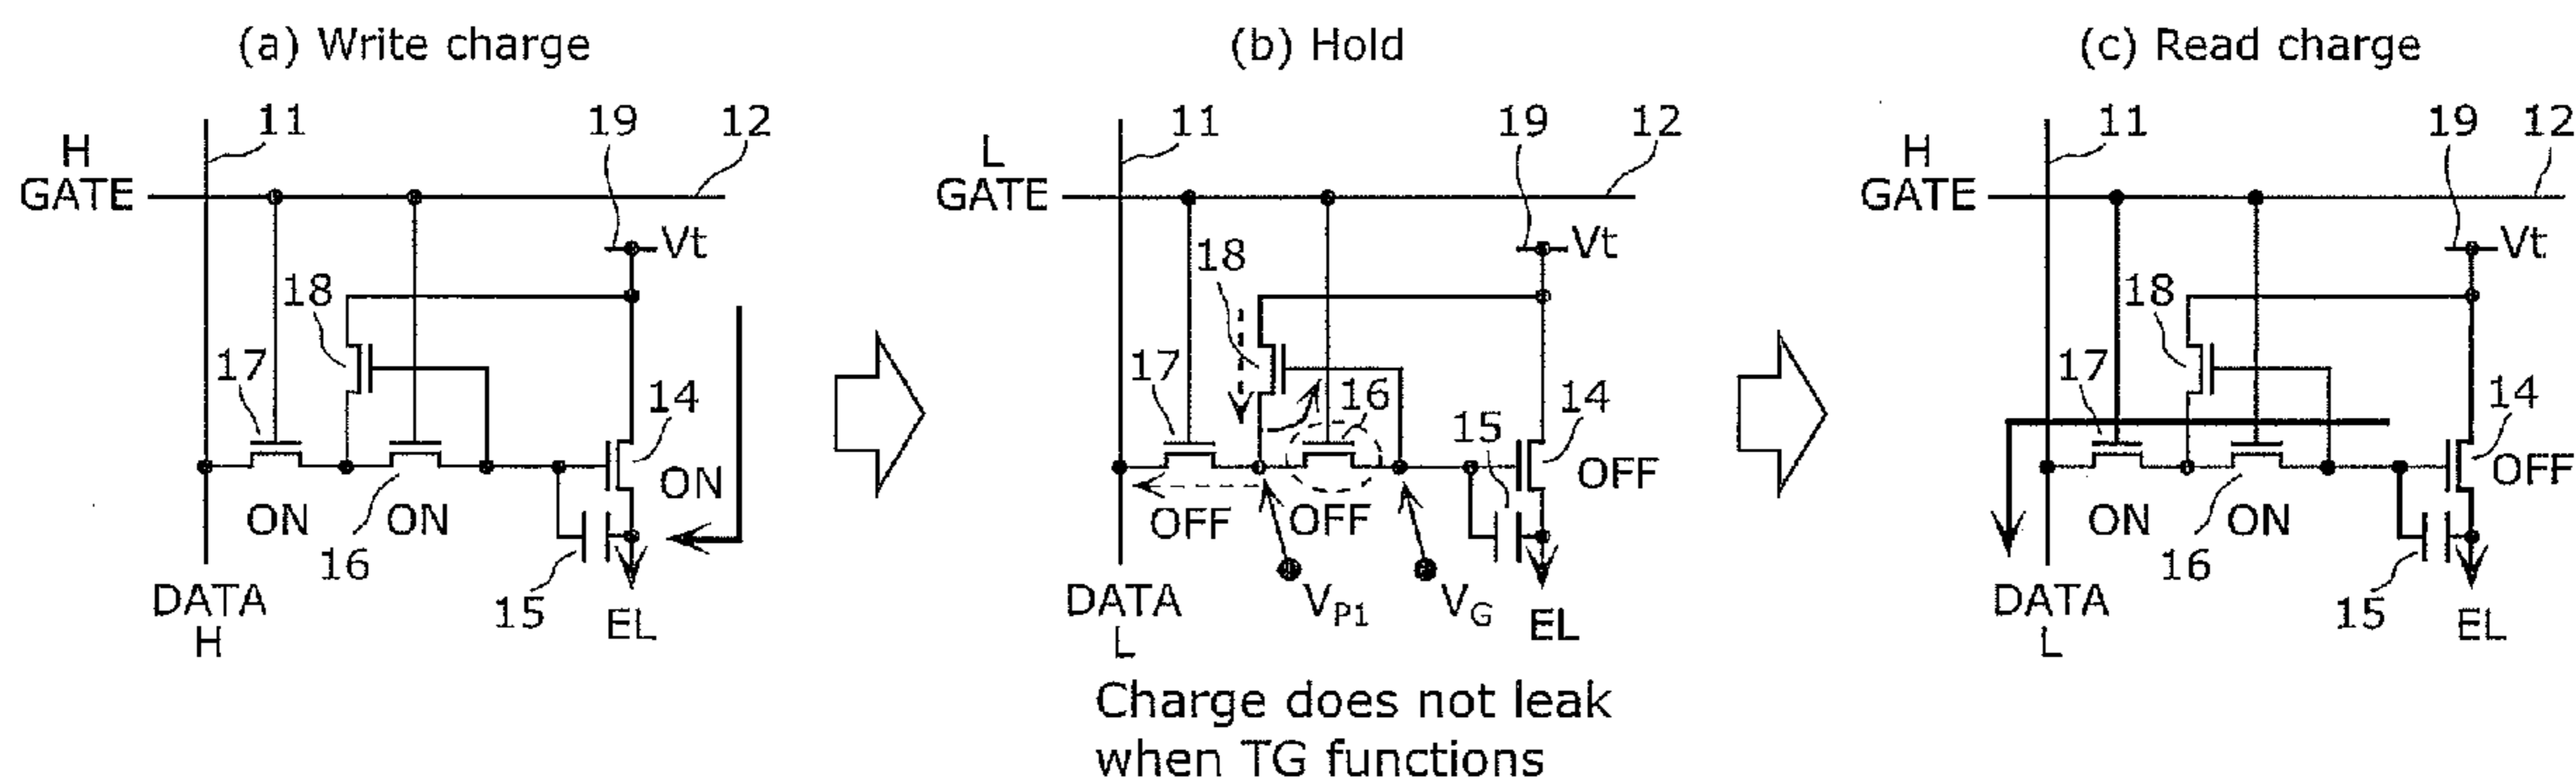 (a) Write charge
11
19
12
H
GATE
Vt
18
17
14
ON
ON
ON
16
15
DATA
H
EL
(b) Hold
11
19
12
L
GATE
Vt
18
17
16
15
14
OFF
OFF
OFF
DATA
L
VP1
VG
EL
Charge does not leak
when TG functions
(c) Read charge
11
19
12
H
GATE
Vt
18
17
14
OFF
ON
ON
16
15
DATA
L
EL